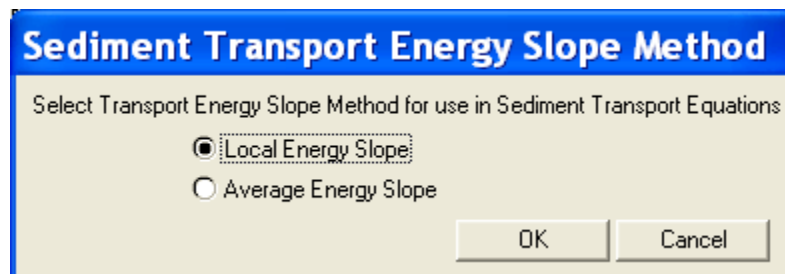 Sediment Transport Energy Slope Method
Select Transport Energy Slope Method for use in Sediment Transport Equations
Local Energy Slope
Average Energy Slope
OK Cancel